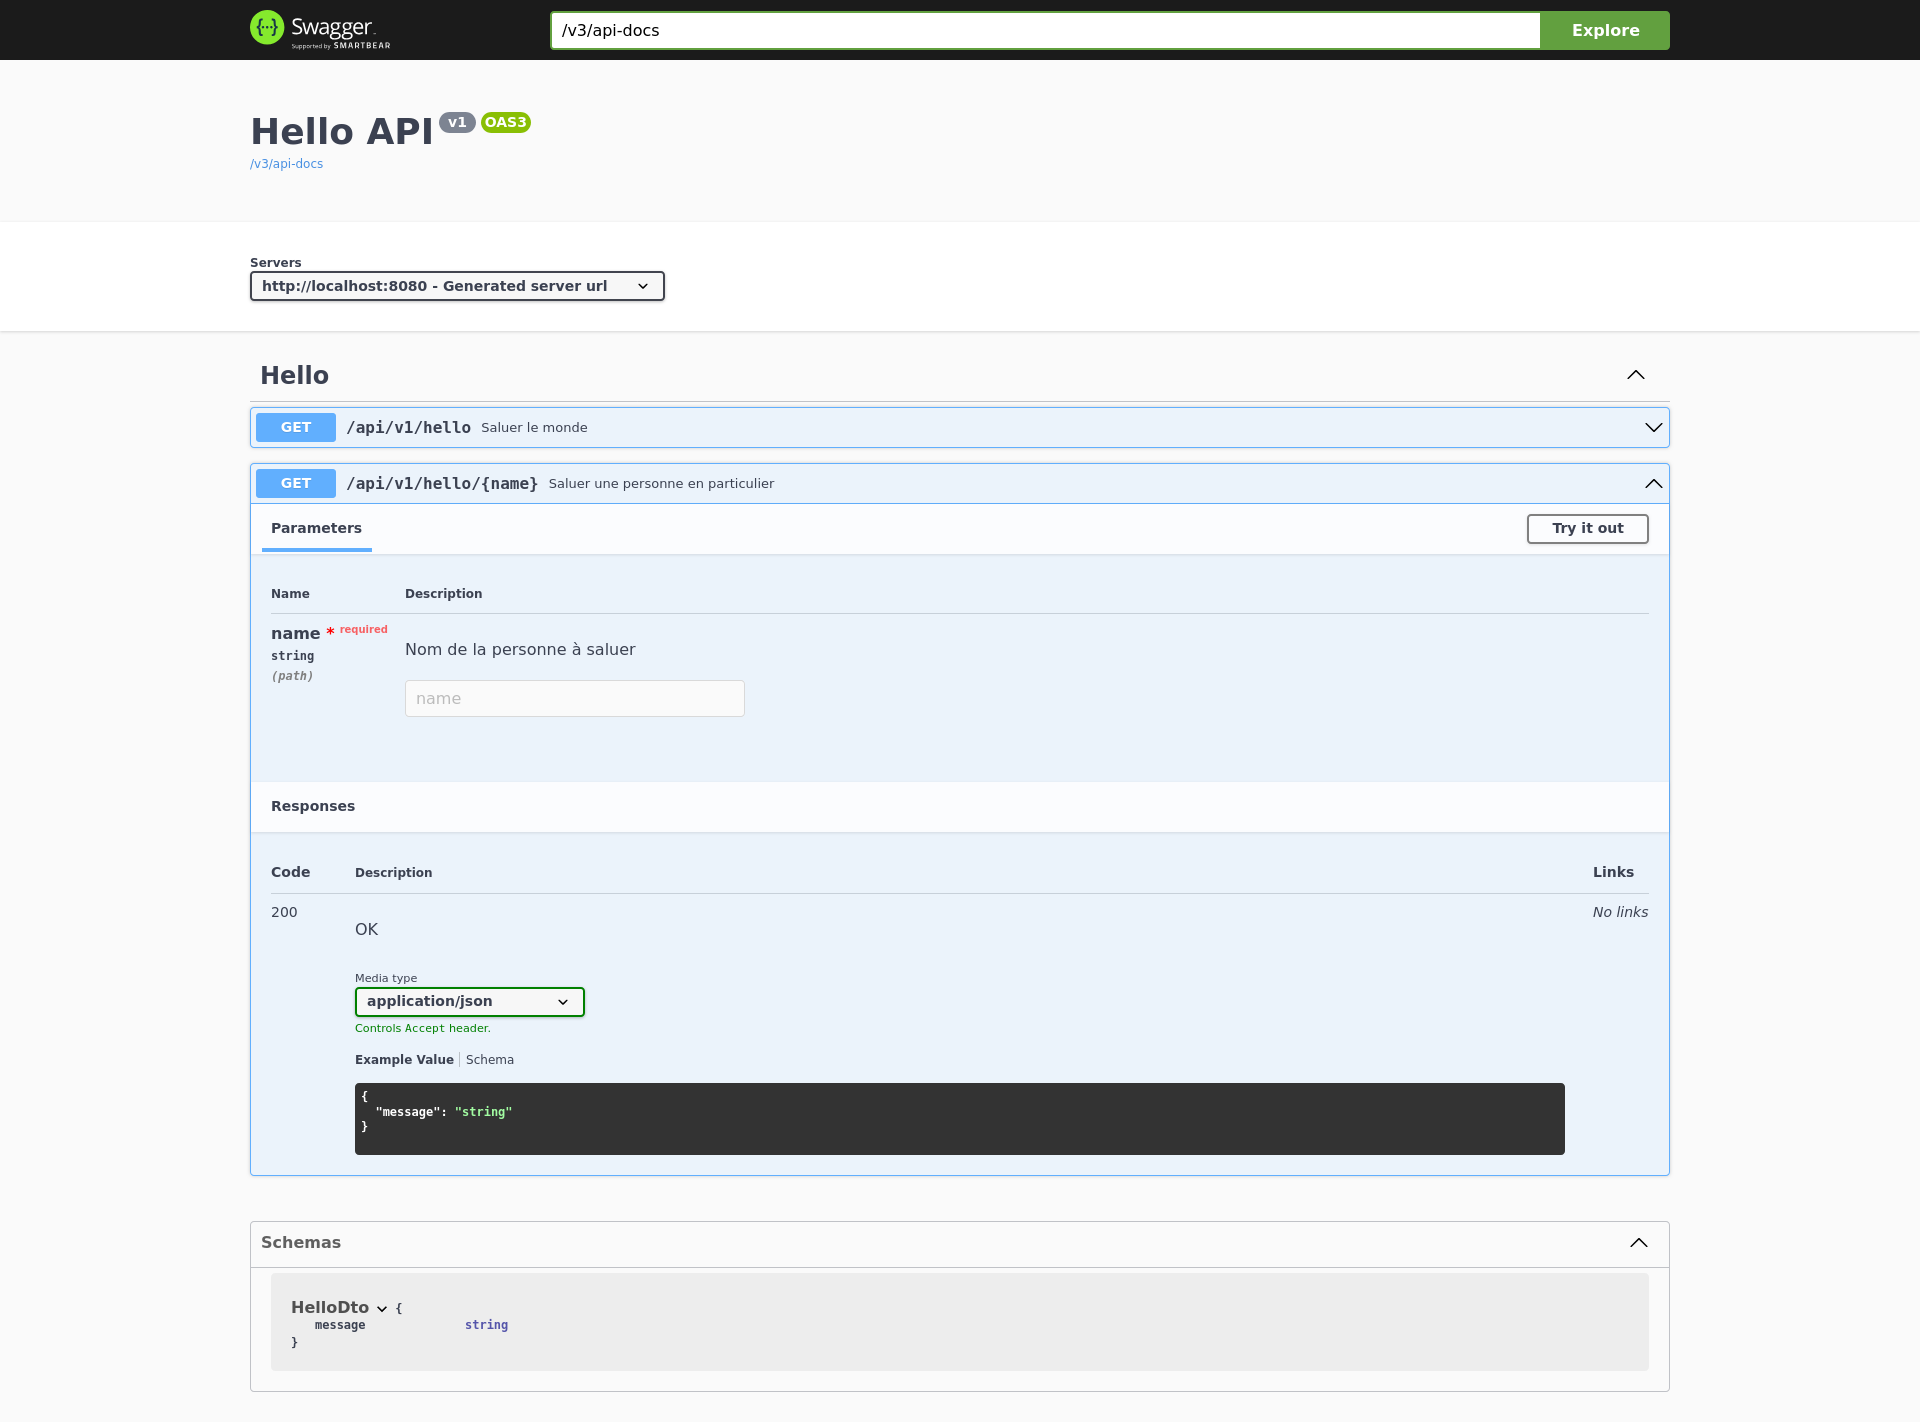 Swagger
Supported by SMARTBEAR
/v3/api-docs
Explore
Hello API v1 OAS3
/v3/api-docs
Servers
http://localhost:8080 - Generated server url
Hello
GET /api/v1/hello Saluer le monde
GET /api/v1/hello/{name} Saluer une personne en particulier
Parameters
Try it out
Name Description
name * required
string
(path)
Nom de la personne à saluer
name
Responses
Code Description Links
200
OK
No links
Media type
application/json
Controls Accept header.
Example Value Schema
{
"message": "string"
}
Schemas
HelloDto {
message string
}